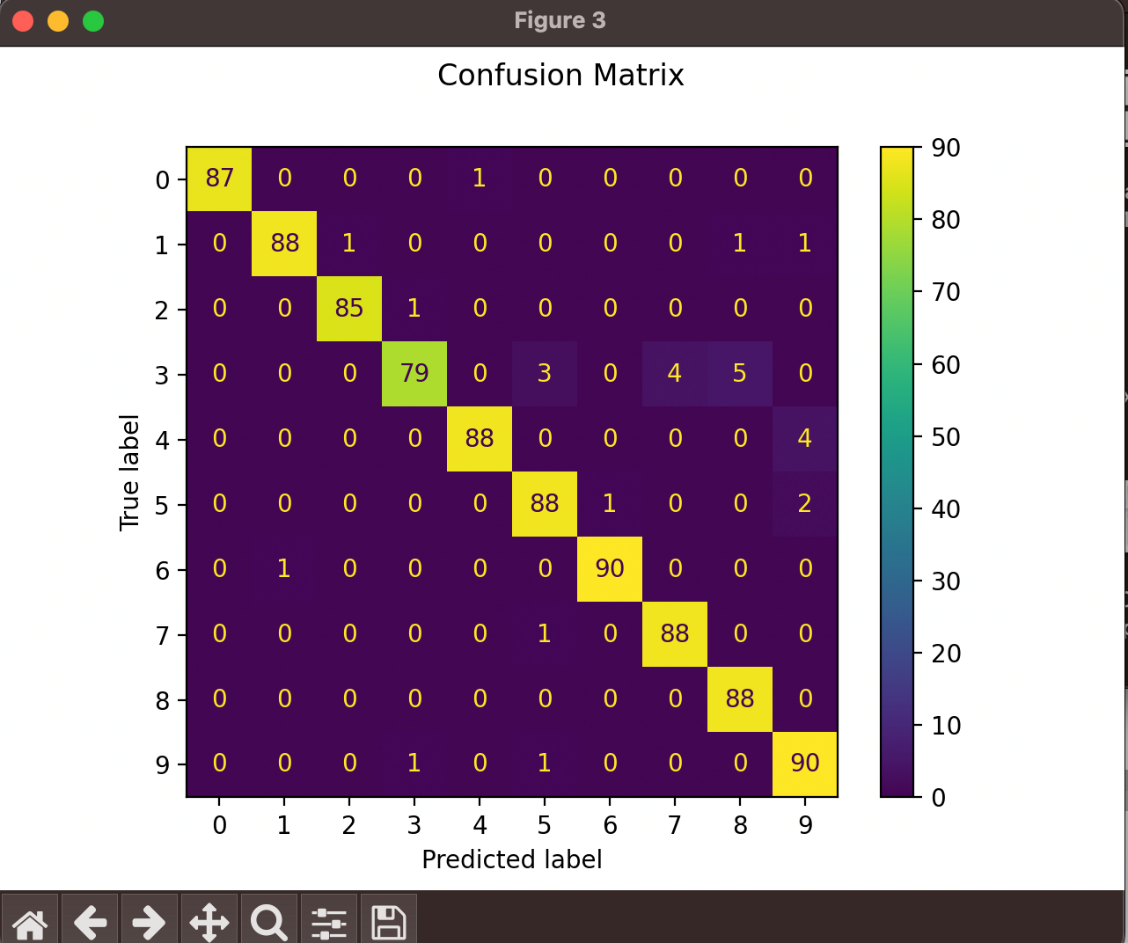 Figure 3
Confusion Matrix
0 87 0 0 0 1 0 0 0 0 0
1 0 88 1 0 0 0 0 0 1 1
2 0 0 85 1 0 0 0 0 0 0
3 0 0 0 79 0 3 0 4 5 0
4 0 0 0 0 88 0 0 0 0 4
5 0 0 0 0 0 88 1 0 0 2
6 0 1 0 0 0 0 90 0 0 0
7 0 0 0 0 0 1 0 88 0 0
8 0 0 0 0 0 0 0 0 88 0
9 0 0 0 1 0 1 0 0 0 90
0 1 2 3 4 5 6 7 8 9
True label
Predicted label
90
80
70
60
50
40
30
20
10
0